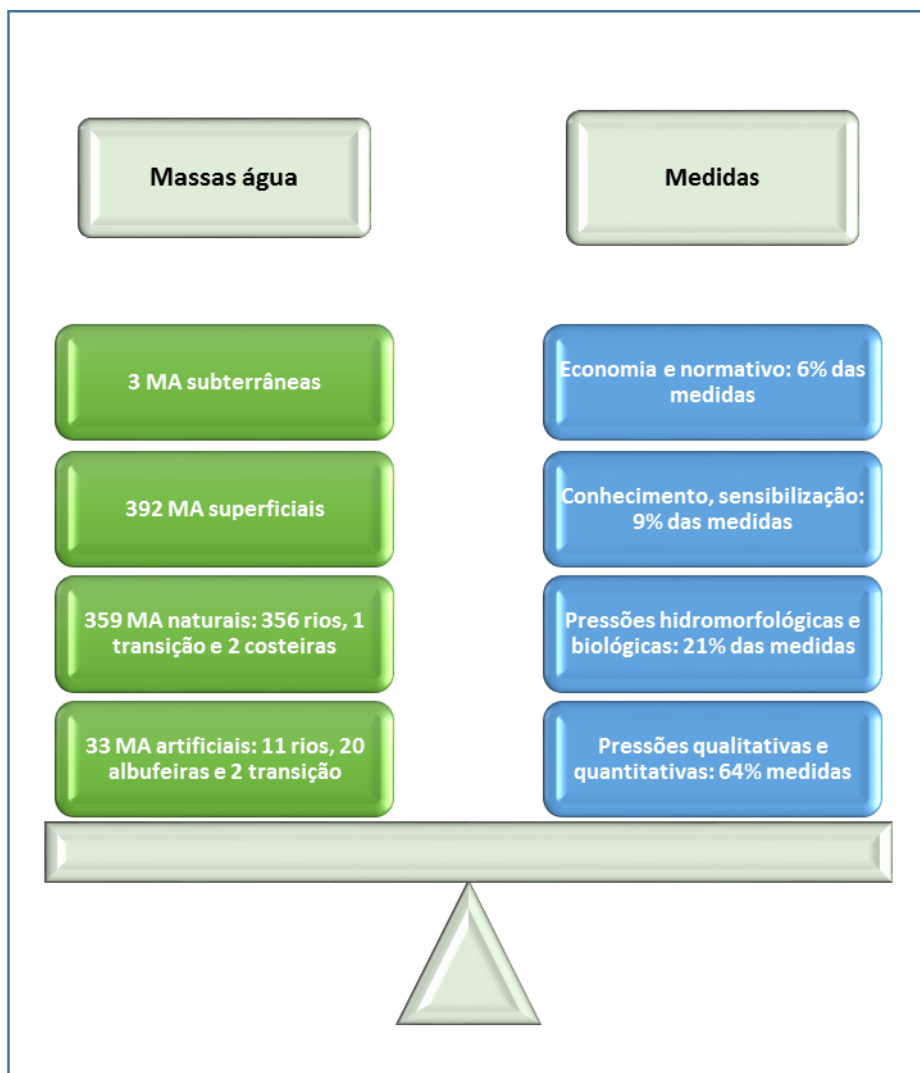 Massas água
Medidas
3 MA subterrâneas
392 MA superficiais
359 MA naturais: 356 rios, 1
transição e 2 costeiras
33 MA artificiais: 11 rios, 20
albufeiras e 2 transição
Economia e normativo: 6% das
medidas
Conhecimento, sensibilização:
9% das medidas
Pressões hidromorfológicas e
biológicas: 21% das medidas
Pressões qualitativas e
quantitativas: 64% medidas